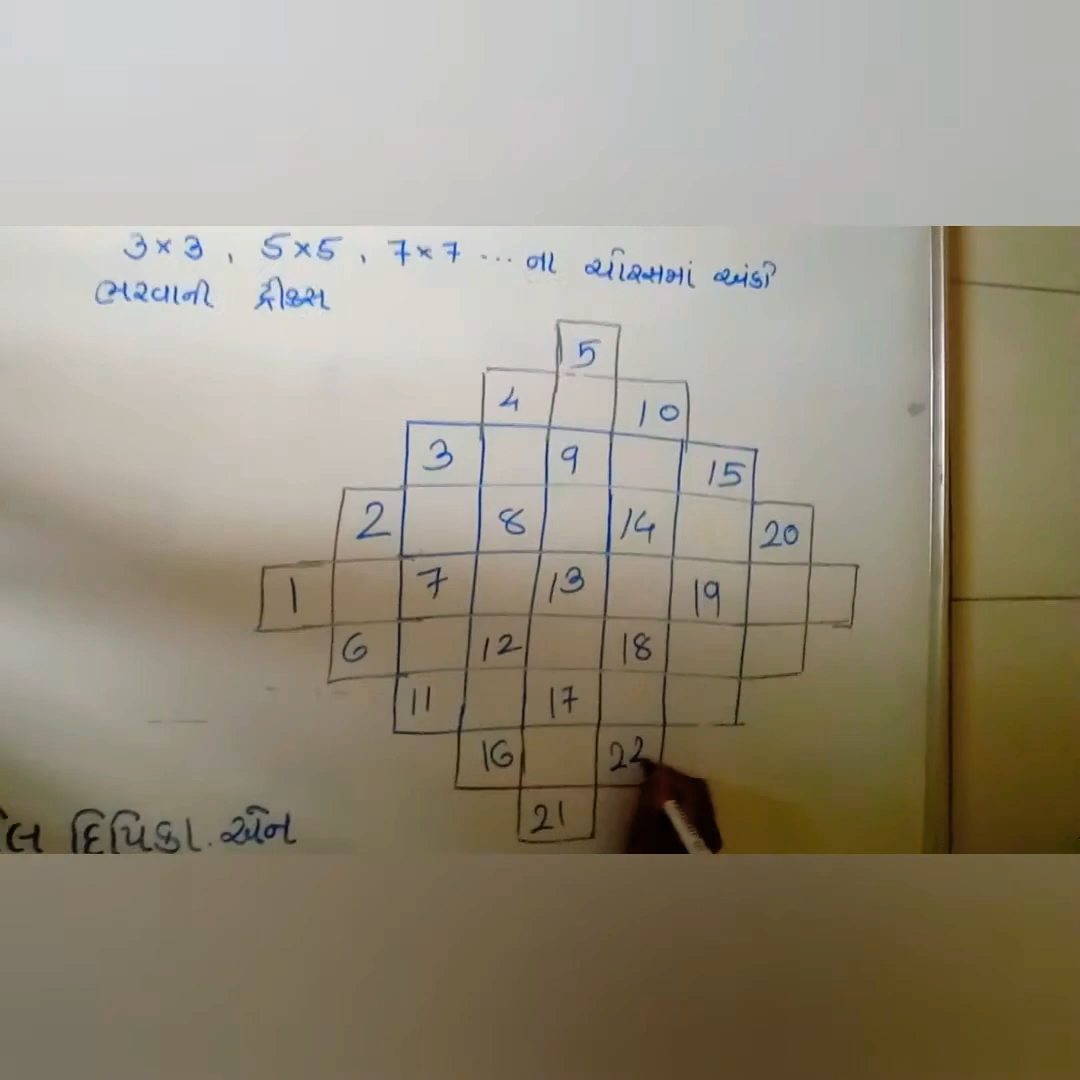 3×3 , 5×5 , 7×7 ... ના ચોરસમાં અંકો
ભરવાની ટ્રીક્સ
5
4 10
3 9 15
2 8 14 20
1 7 13 19
6 12 18
11 17
16 22
21
દિપિકા. એન